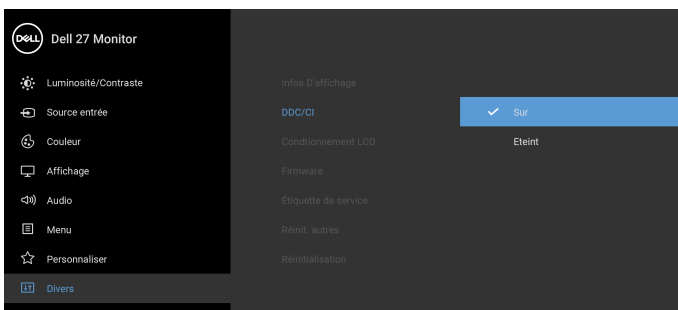 DELL
Dell 27 Monitor
Luminosité/Contraste
Source entrée
Couleur
Affichage
Audio
Menu
Personnaliser
Divers
Infos D'affichage
DDC/CI
Condtionnement LCD
Firmware
Étiquette de service
Réinit. autres
Réinitialisation
Sur
Eteint